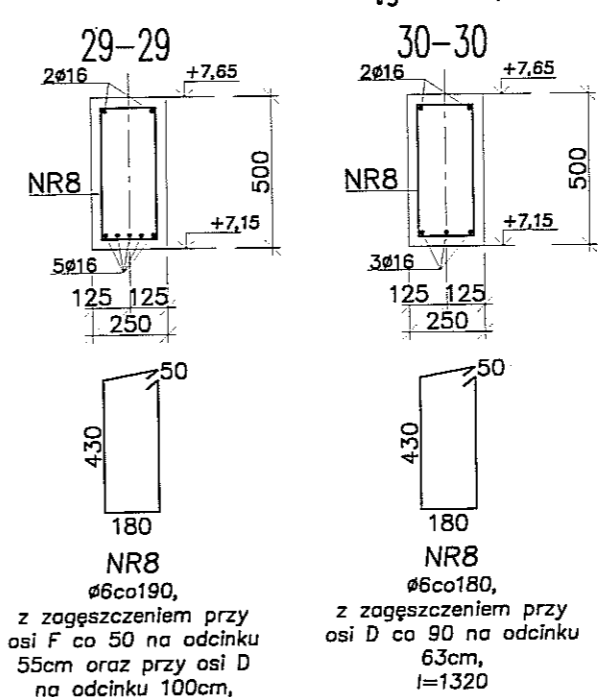 29-29
2ø16
+7,65
NR8
500
+7,15
5ø16
125 125
250
50
430
180
NR8
ø6co190,
z zagęszczeniem przy
osi F co 50 na odcinku
55cm oraz przy osi D
na odcinku 100cm,
30-30
2ø16
+7,65
NR8
500
+7,15
3ø16
125 125
250
50
430
180
NR8
ø6co180,
z zagęszczeniem przy
osi D co 90 na odcinku
63cm,
l=1320